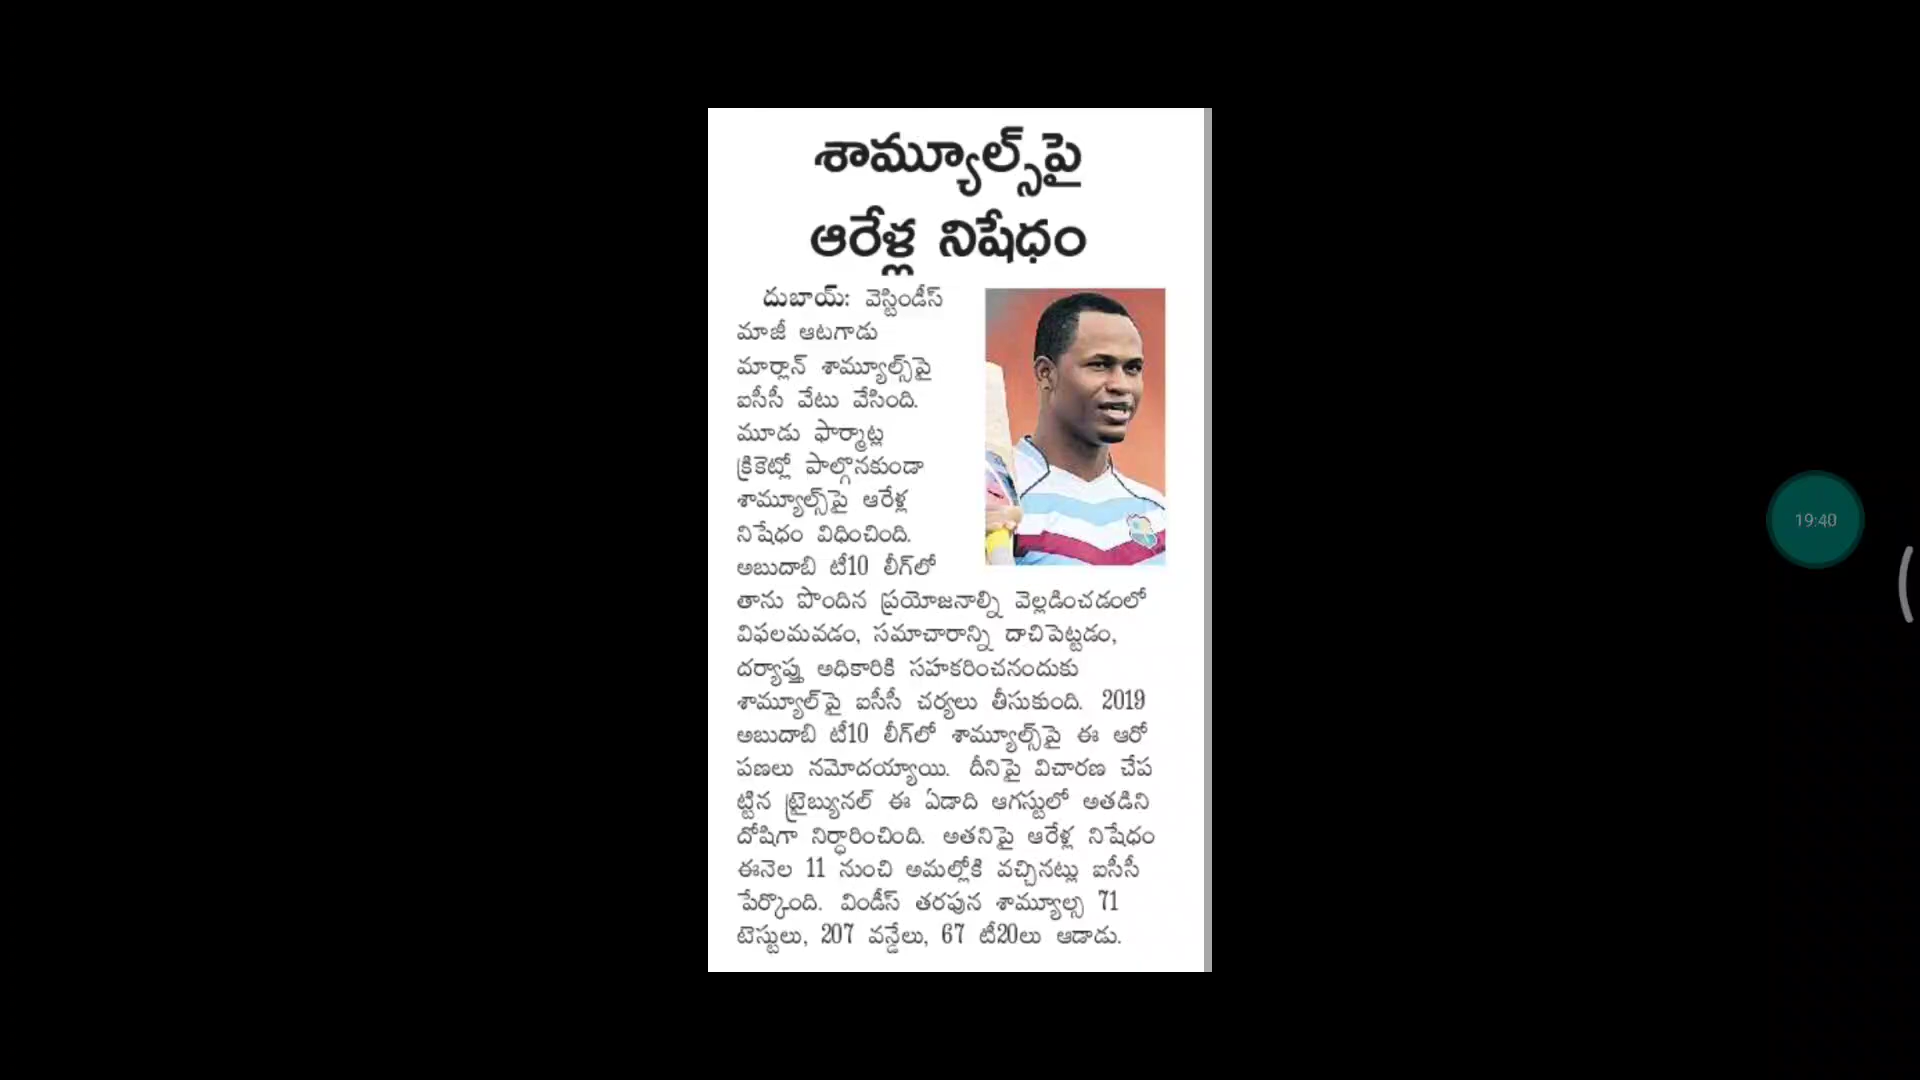 శామ్యూల్స్‌పై
ఆరేళ్ల నిషేధం
దుబాయ్: వెస్టిండీస్
మాజీ ఆటగాడు
మార్లాన్ శామ్యూల్స్‌పై
ఐసీసీ వేటు వేసింది.
మూడు ఫార్మాట్ల
క్రికెట్లో పాల్గొనకుండా
శామ్యూల్స్‌పై ఆరేళ్ల
నిషేధం విధించింది.
అబుదాబి టీ10 లీగ్‌లో
తాను పొందిన ప్రయోజనాల్ని వెల్లడించడంలో
విఫలమవడం, సమాచారాన్ని దాచిపెట్టడం,
దర్యాప్తు అధికారికి సహకరించనందుకు
శామ్యూల్‌పై ఐసీసీ చర్యలు తీసుకుంది. 2019
అబుదాబి టీ10 లీగ్‌లో శామ్యూల్స్‌పై ఈ ఆరో
పణలు నమోదయ్యాయి. దీనిపై విచారణ చేప
ట్టిన ట్రైబ్యునల్ ఈ ఏడాది ఆగస్టులో అతడిని
దోషిగా నిర్ధారించింది. అతనిపై ఆరేళ్ల నిషేధం
ఈనెల 11 నుంచి అమల్లోకి వచ్చినట్లు ఐసీసీ
పేర్కొంది. విండీస్ తరఫున శామ్యూల్స 71
టెస్టులు, 207 వన్డేలు, 67 టీ20లు ఆడాడు.
19:40